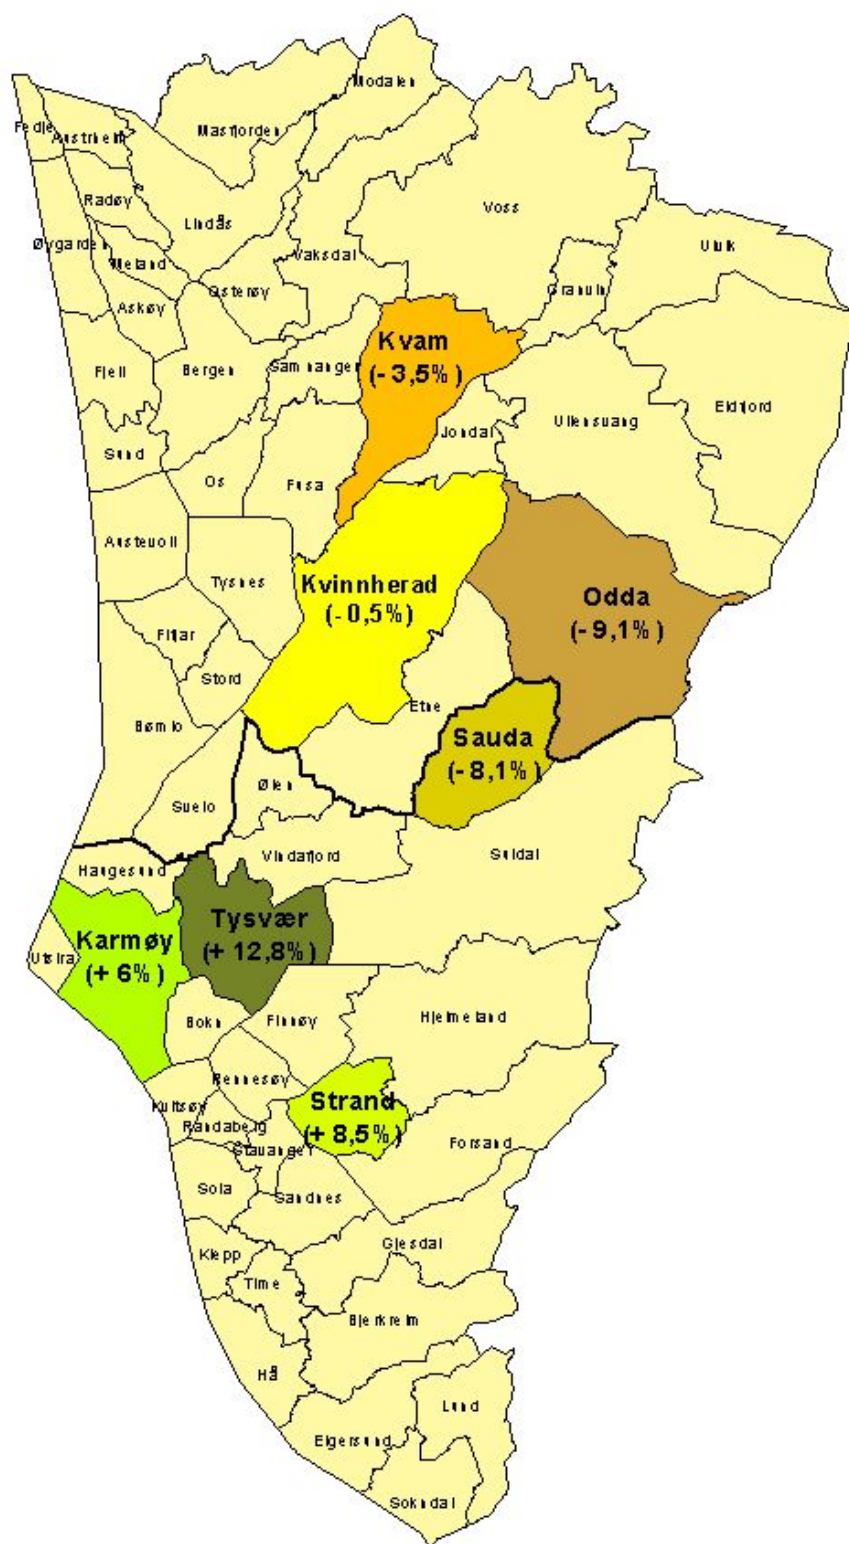 Modalen
Fedje
Austrheim
Masfjorden
Radøy
Voss
Lindås
Øygarden
Vaksdal
Ulvik
Meland
Osterøy
Granvin
Askøy
Kvam
(- 3,5%)
Fjell
Bergen
Samnanger
Eidfjord
Ullensvang
Jondal
Sund
Os
Fusa
Austevoll
Tysnes
Kvinnherad
(- 0,5%)
Odda
(- 9,1%)
Fitjar
Stord
Etne
Bømlo
Sauda
(- 8,1%)
Ølen
Sveio
Vindafjord
Suldal
Haugesund
Tysvær
(+ 12,8%)
Karmøy
(+ 6%)
Utsira
Bokn
Finnøy
Hjelmeland
Rennesøy
Kvitsøy
Strand
(+ 8,5%)
Randaberg
Stavanger
Forsand
Sola
Sandnes
Gjesdal
Klepp
Time
Bjerkreim
Hå
Lund
Eigersund
Sokndal